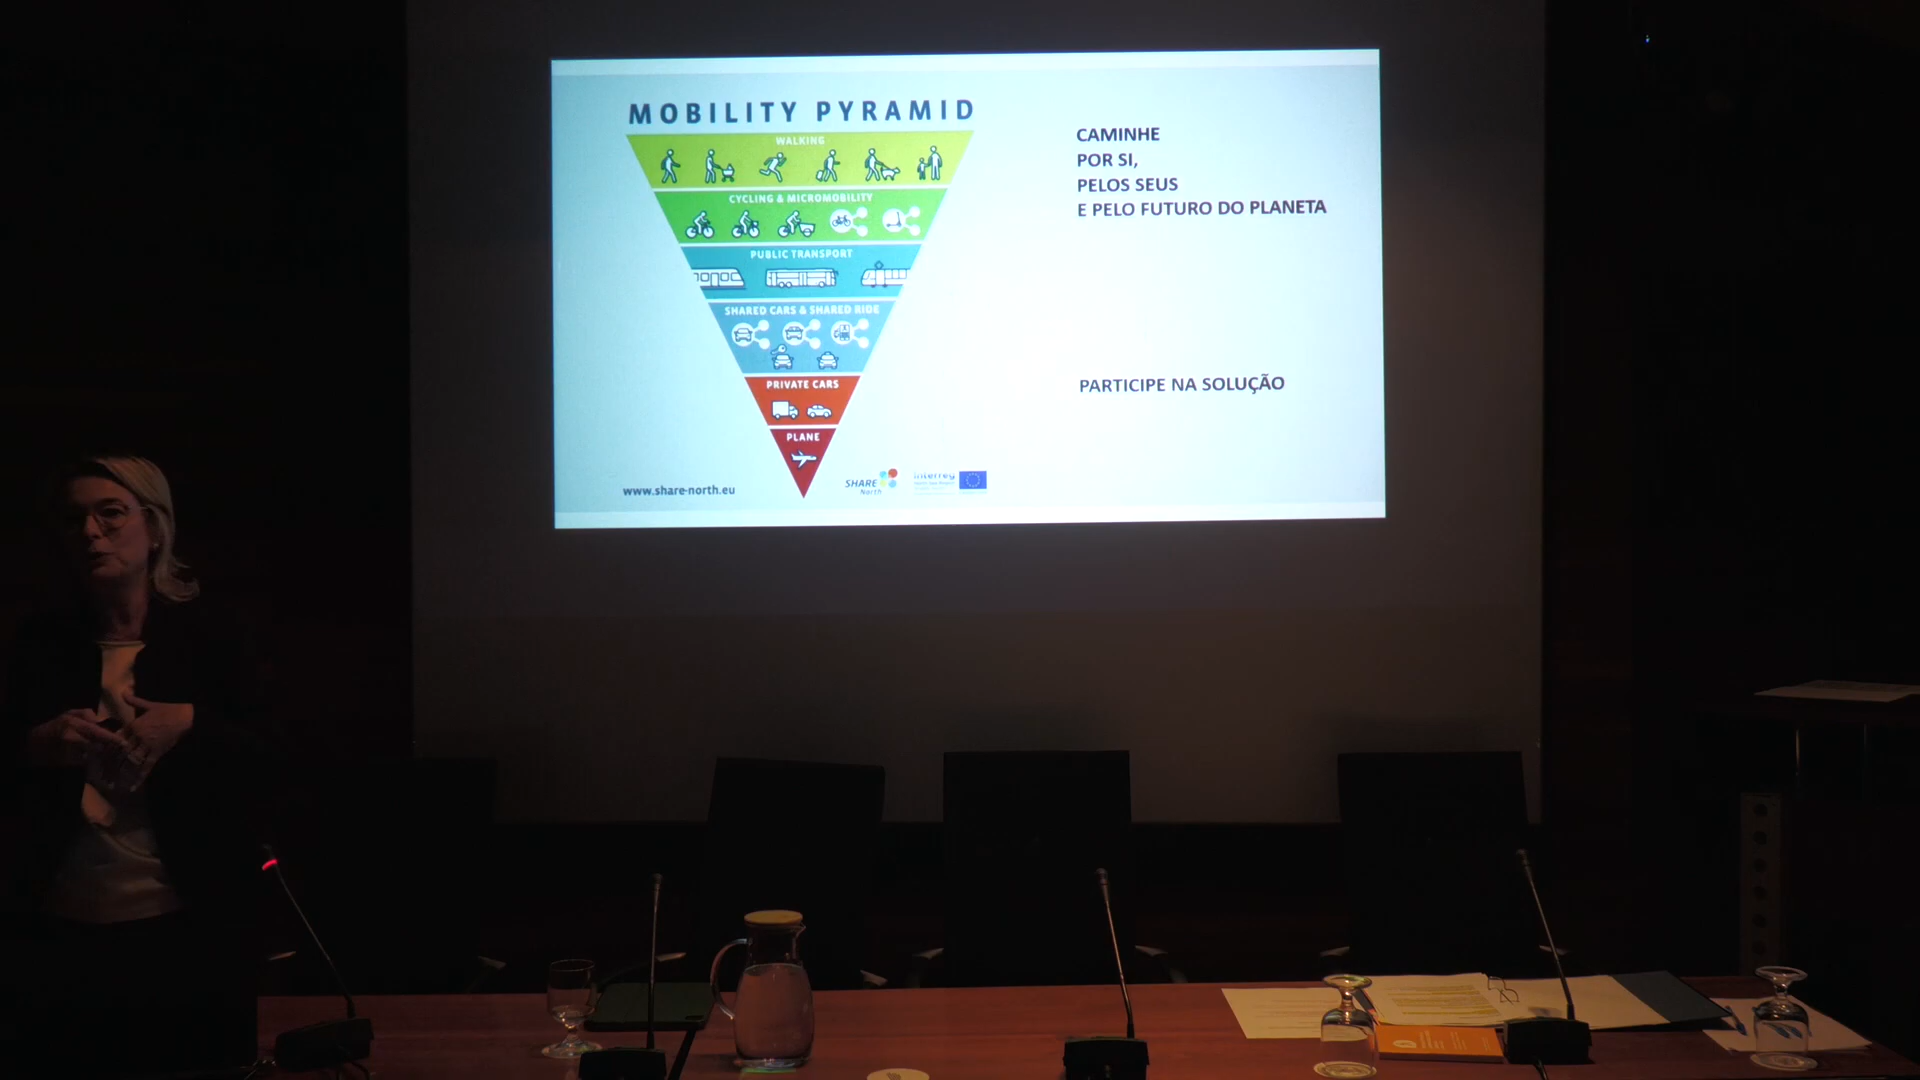 MOBILITY PYRAMID
WALKING
CYCLING & MICROMOBILITY
PUBLIC TRANSPORT
SHARED CARS & SHARED RIDE
PRIVATE CARS
PLANE
www.share-north.eu
SHARE
North
Interreg
CAMINHE
POR SI,
PELOS SEUS
E PELO FUTURO DO PLANETA
PARTICIPE NA SOLUÇÃO